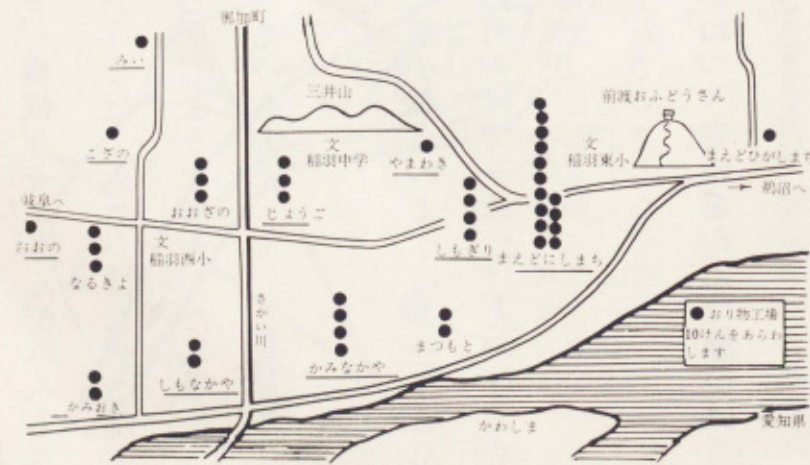 那加町
みい
三井山
前渡おふどうさん
こざの
文
稲羽中学
やまわき
文
稲羽東小
まえどひがしまち
岐阜へ
おおぎの
じょうご
→ 鵜沼へ
おおの
文
稲羽西小
しもぎり
まえどにしまち
なるきよ
さかい川
●おり物工場
10けんをあらわ
します
しもなかや
かみなかや
まつもと
かみおき
かわしま
愛知県